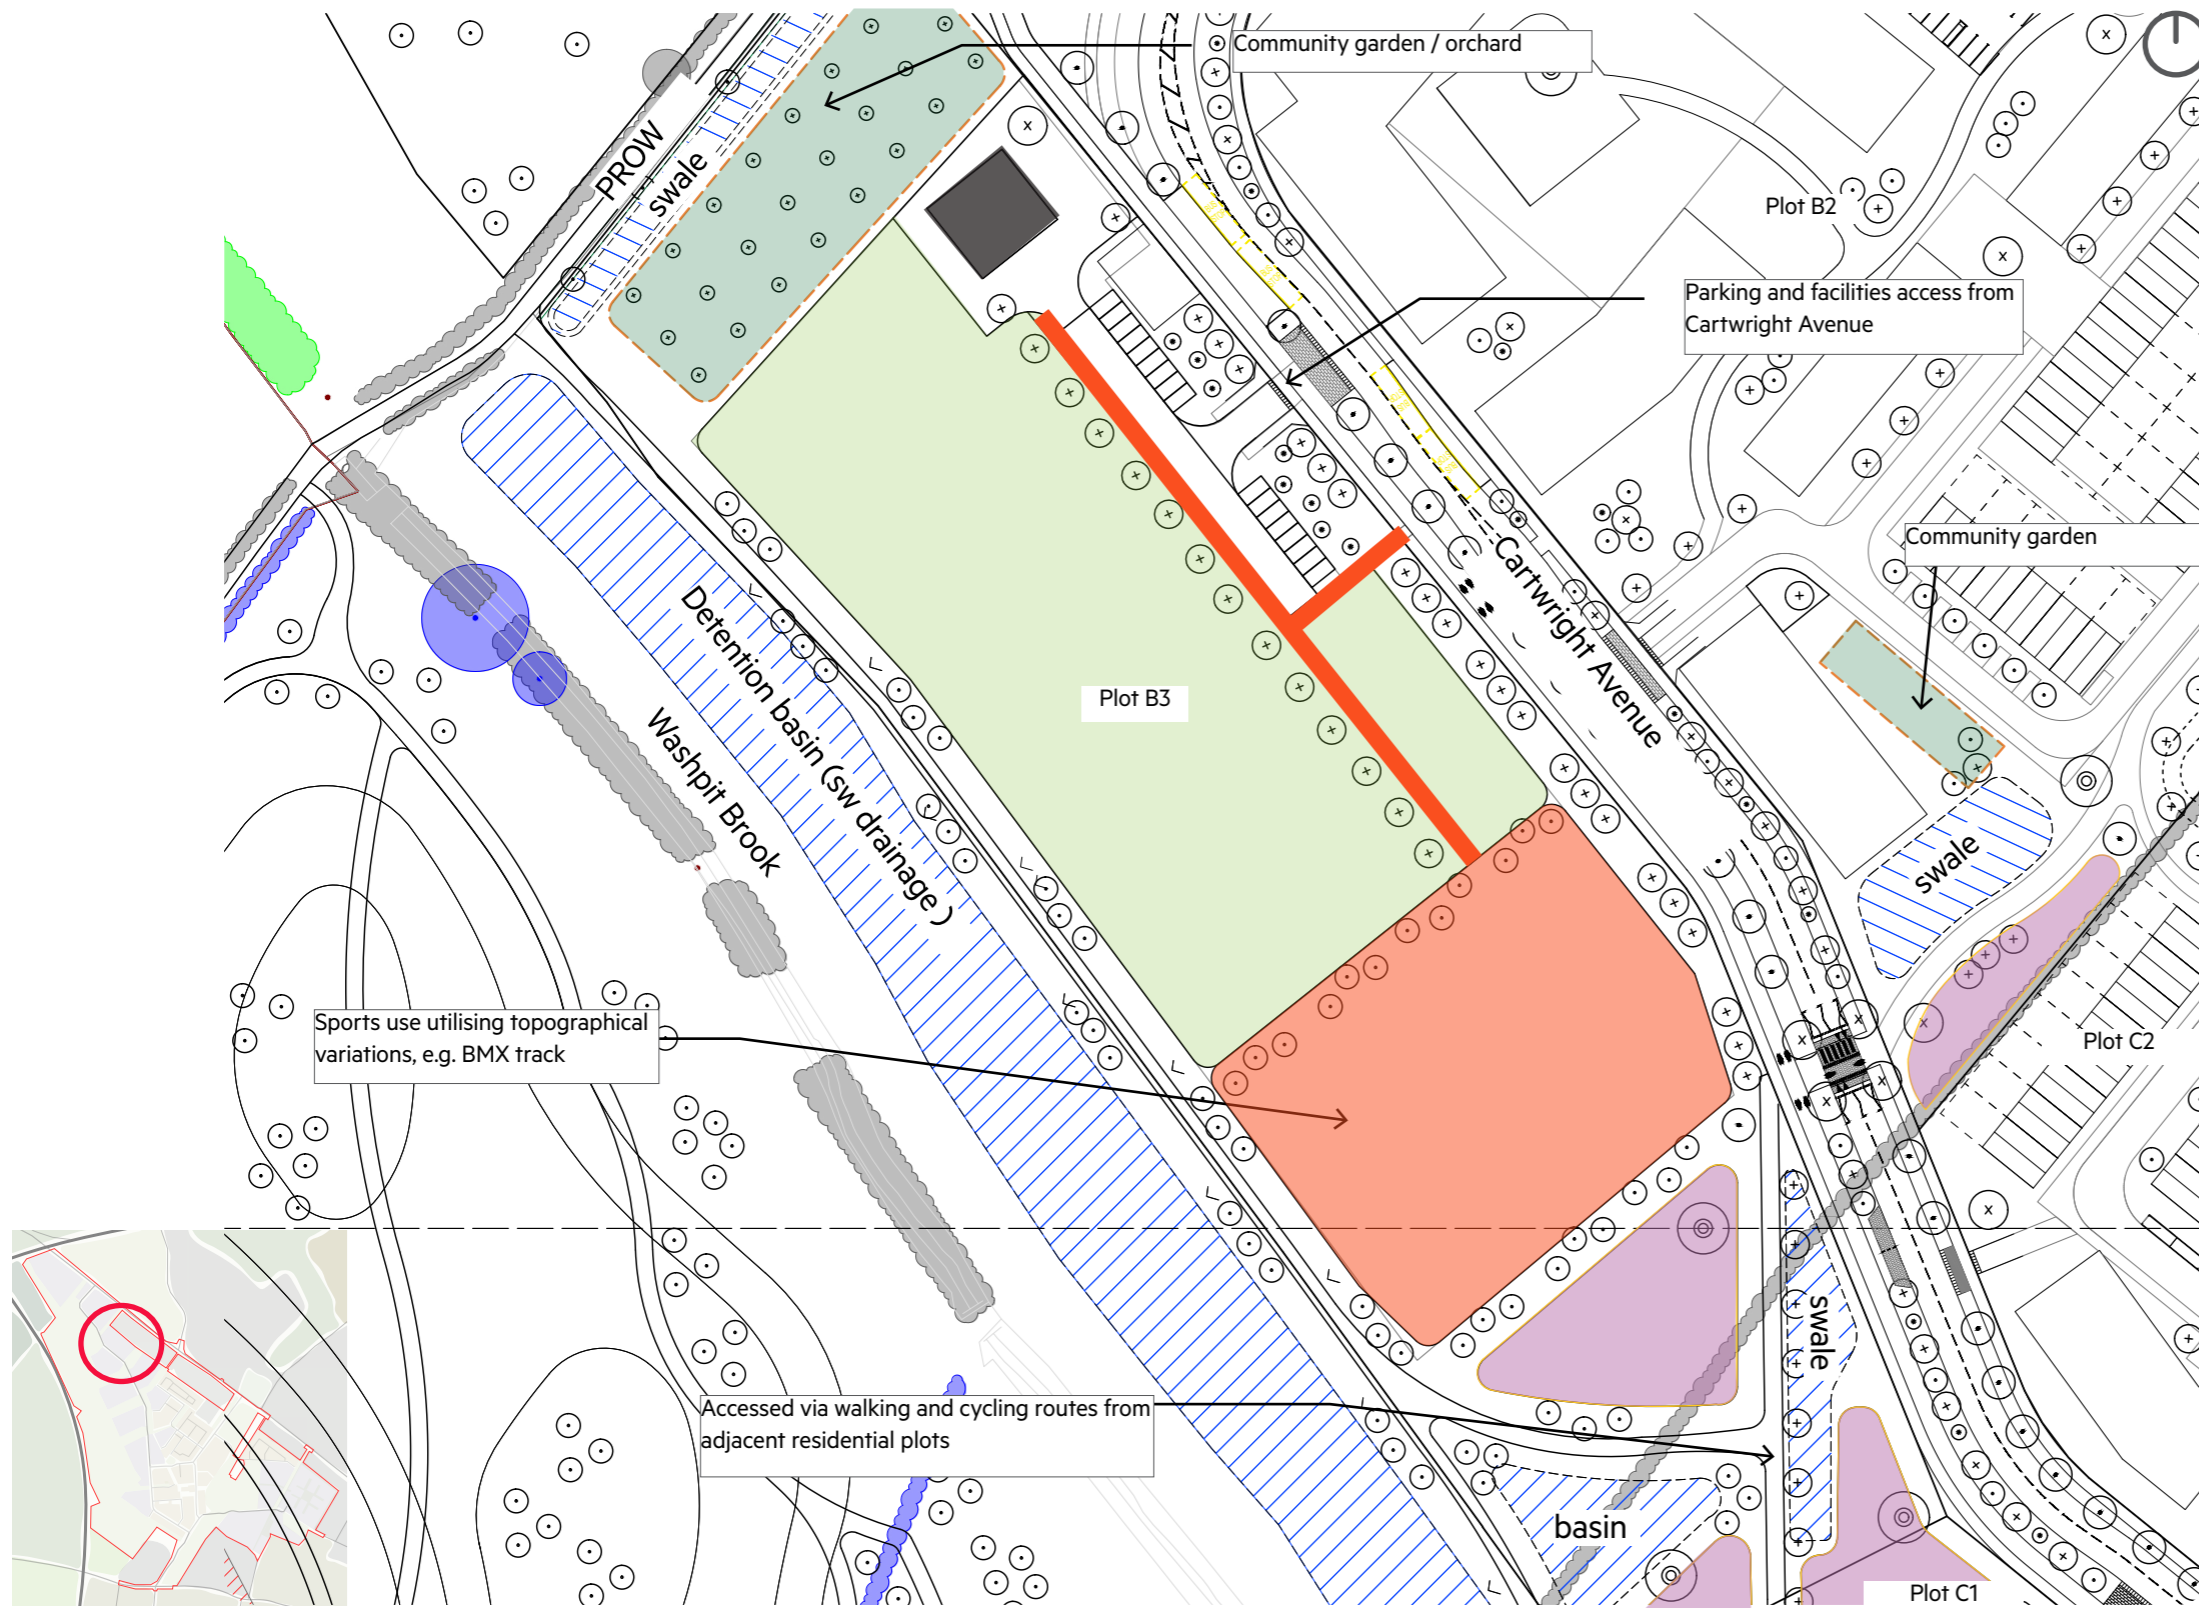 Community garden / orchard
PROW
swale
Plot B2
Parking and facilities access from
Cartwright Avenue
Community garden
Cartwright Avenue
Detention basin (sw drainage )
Plot B3
Washpit Brook
swale
Sports use utilising topographical
variations, e.g. BMX track
Plot C2
swale
Accessed via walking and cycling routes from
adjacent residential plots
basin
Plot C1